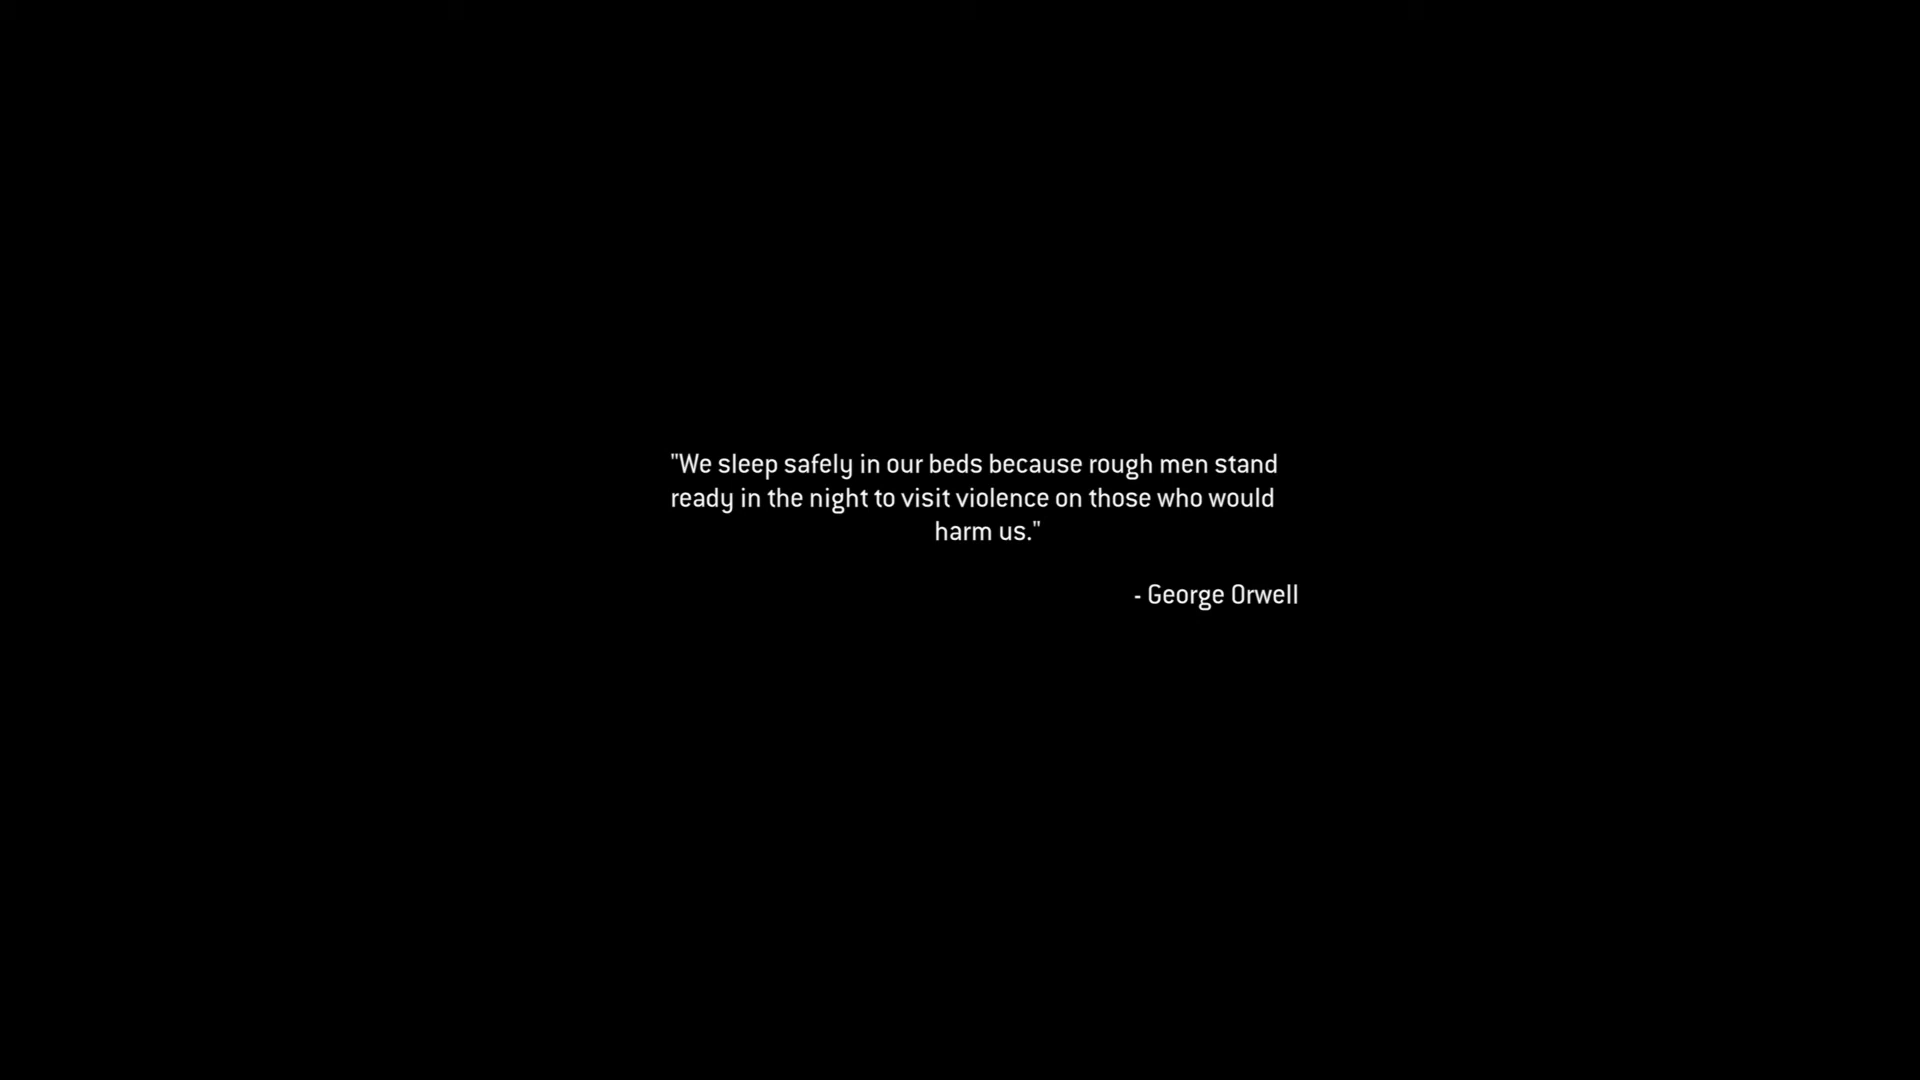 "We sleep safely in our beds because rough men stand
ready in the night to visit violence on those who would
harm us."
- George Orwell